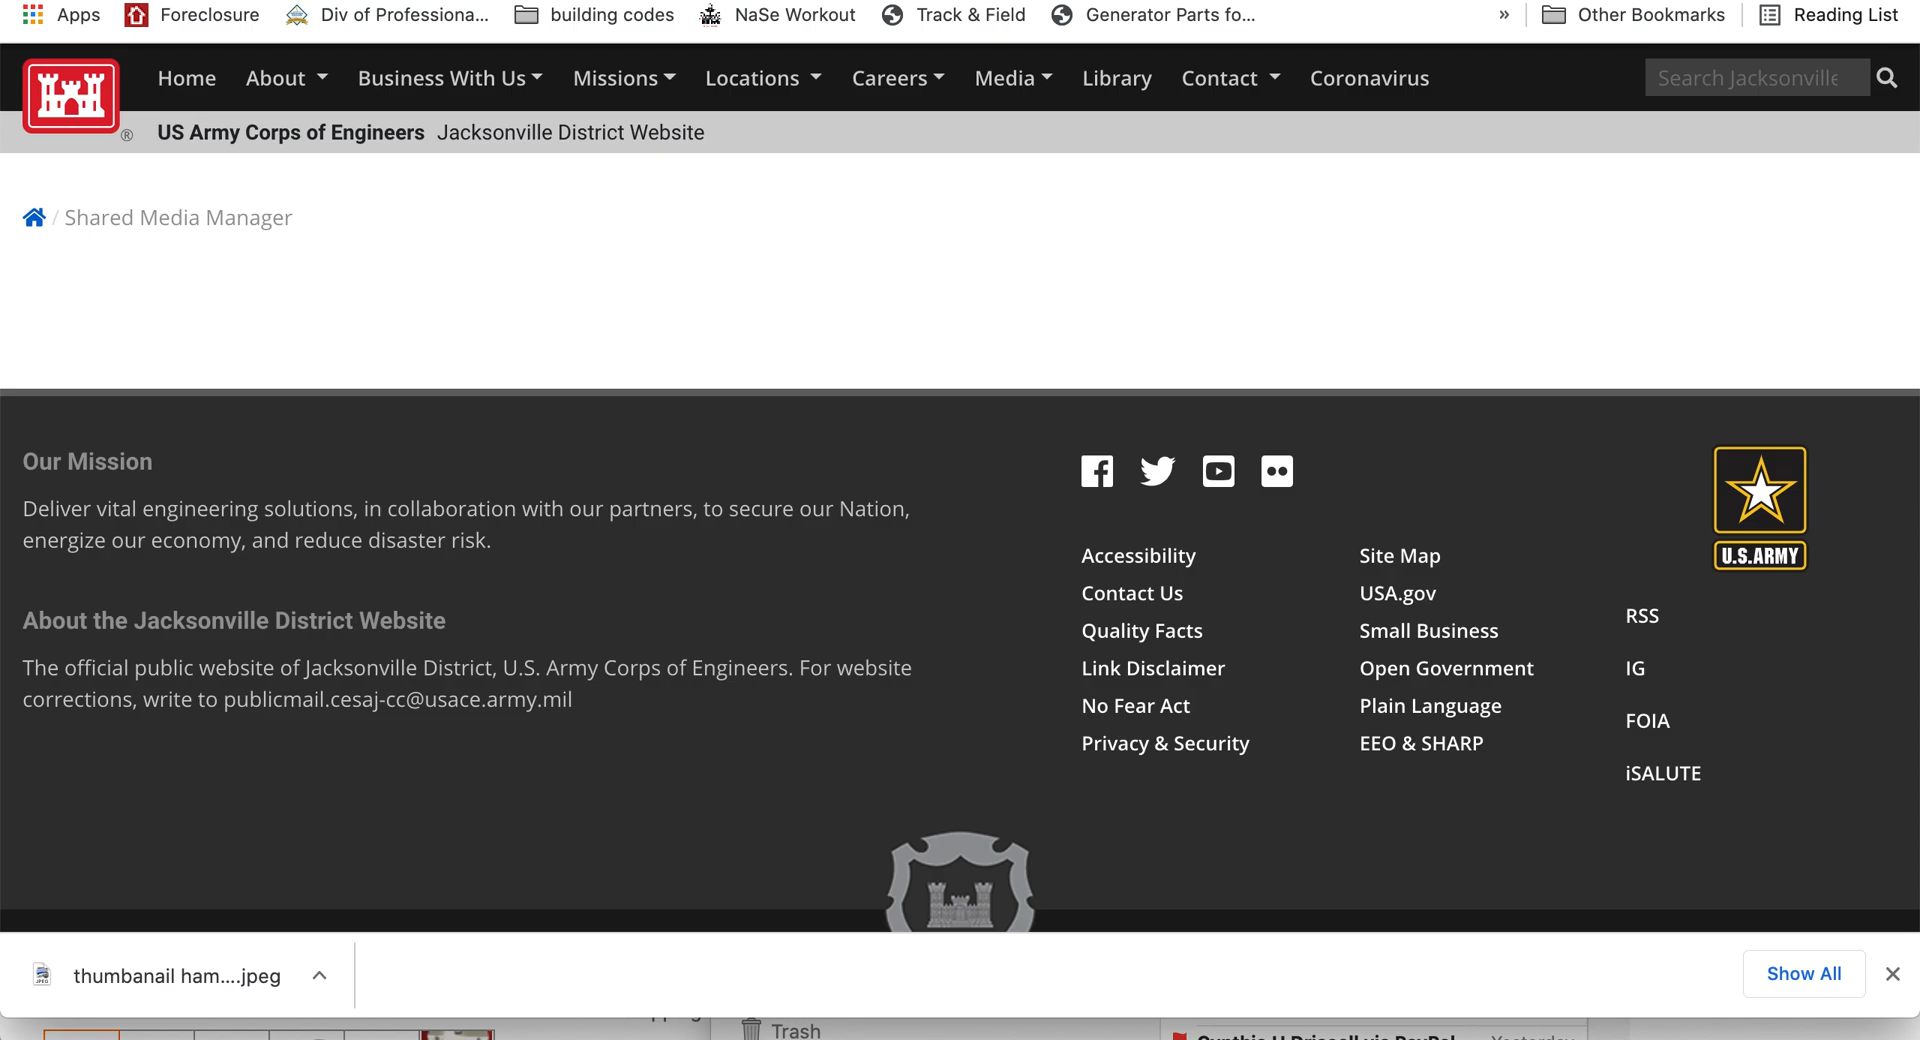 Apps Foreclosure Div of Professiona... building codes NaSe Workout Track & Field Generator Parts fo... » Other Bookmarks Reading List
Home About Business With Us Missions Locations Careers Media Library Contact Coronavirus Search Jacksonville
® US Army Corps of Engineers Jacksonville District Website
/ Shared Media Manager
Our Mission
Deliver vital engineering solutions, in collaboration with our partners, to secure our Nation,
energize our economy, and reduce disaster risk.
About the Jacksonville District Website
The official public website of Jacksonville District, U.S. Army Corps of Engineers. For website
corrections, write to publicmail.cesaj-cc@usace.army.mil
Accessibility
Contact Us
Quality Facts
Link Disclaimer
No Fear Act
Privacy & Security
Site Map
USA.gov
Small Business
Open Government
Plain Language
EEO & SHARP
U.S.ARMY
RSS
IG
FOIA
iSALUTE
thumbanail ham....jpeg Show All
Trash
Cynthia H Driscoll via PayPal Yesterday